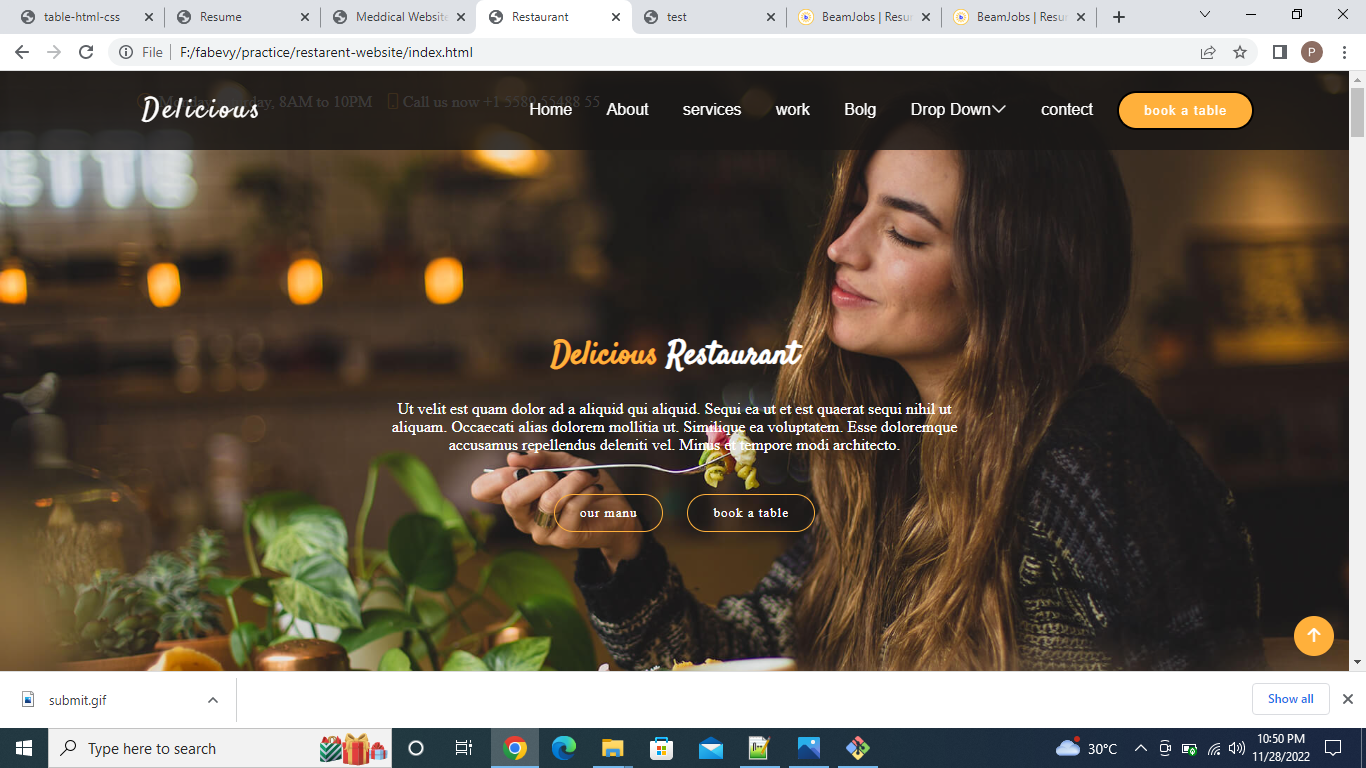 table-html-css
Resume
Meddical Website
Restaurant
test
BeamJobs | Resu
BeamJobs | Resu
File
F:/fabevy/practice/restarent-website/index.html
P
Delicious
8AM to 10PM
Call us now +1 5589 55488 55
Home
About
services
work
Bolg
Drop Down
contect
book a table
Delicious Restaurant
Ut velit est quam dolor ad a aliquid qui aliquid. Sequi ea ut et est quaerat sequi nihil ut
aliquam. Occaecati alias dolorem mollitia ut. Similique ea voluptatem. Esse doloremque
accusamus repellendus deleniti vel. Minus et tempore modi architecto.
our manu
book a table
submit.gif
Show all
Type here to search
30°C
10:50 PM
11/28/2022